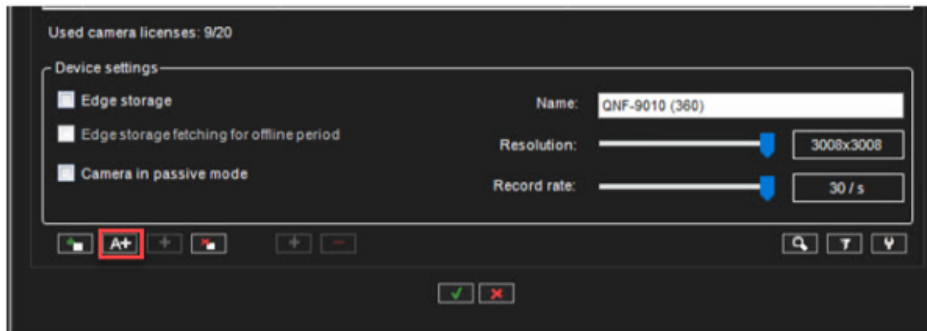 Used camera licenses: 9/20
Device settings
Edge storage
Name: QNF-9010 (360)
Edge storage fetching for offline period
Resolution: 3008x3008
Camera in passive mode
Record rate: 30 / s
A+